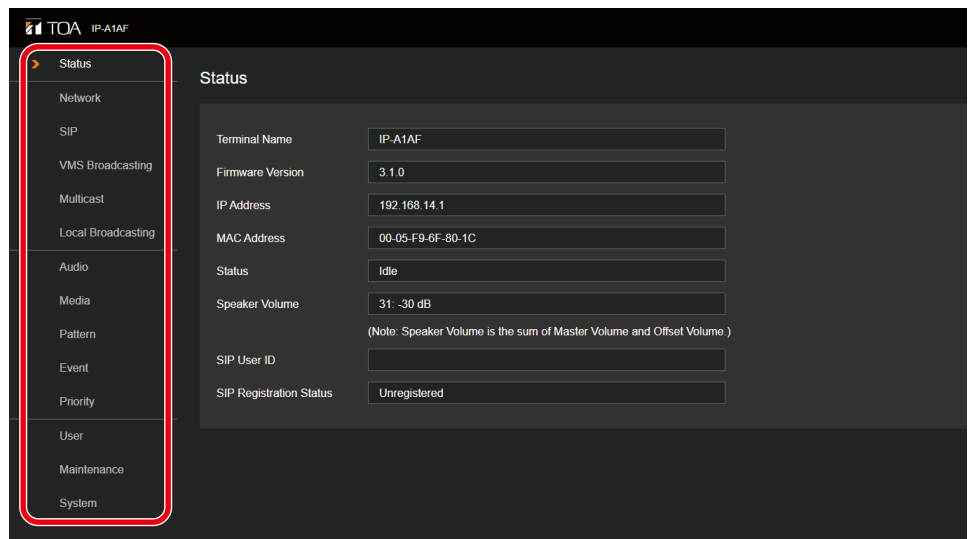 TOA IP-A1AF
Status
Network
SIP
VMS Broadcasting
Multicast
Local Broadcasting
Audio
Media
Pattern
Event
Priority
User
Maintenance
System
Status
Terminal Name IP-A1AF
Firmware Version 3.1.0
IP Address 192.168.14.1
MAC Address 00-05-F9-6F-80-1C
Status Idle
Speaker Volume 31: -30 dB
(Note: Speaker Volume is the sum of Master Volume and Offset Volume.)
SIP User ID
SIP Registration Status Unregistered